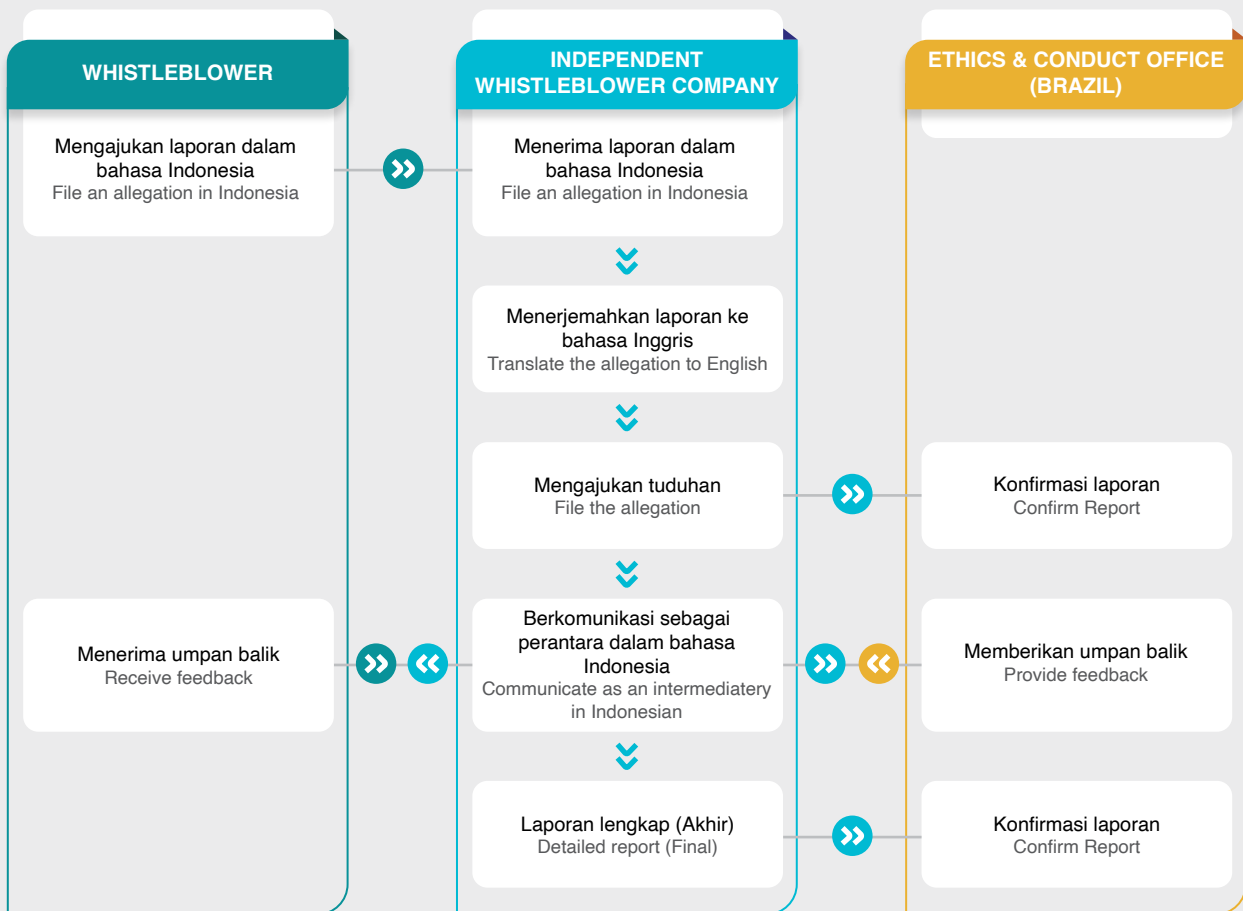 WHISTLEBLOWER
INDEPENDENT
WHISTLEBLOWER COMPANY
ETHICS & CONDUCT OFFICE
(BRAZIL)
Mengajukan laporan dalam
bahasa Indonesia
File an allegation in Indonesia
Menerima laporan dalam
bahasa Indonesia
File an allegation in Indonesia
Menerjemahkan laporan ke
bahasa Inggris
Translate the allegation to English
Mengajukan tuduhan
File the allegation
Konfirmasi laporan
Confirm Report
Menerima umpan balik
Receive feedback
Berkomunikasi sebagai
perantara dalam bahasa
Indonesia
Communicate as an intermediatery
in Indonesian
Memberikan umpan balik
Provide feedback
Laporan lengkap (Akhir)
Detailed report (Final)
Konfirmasi laporan
Confirm Report